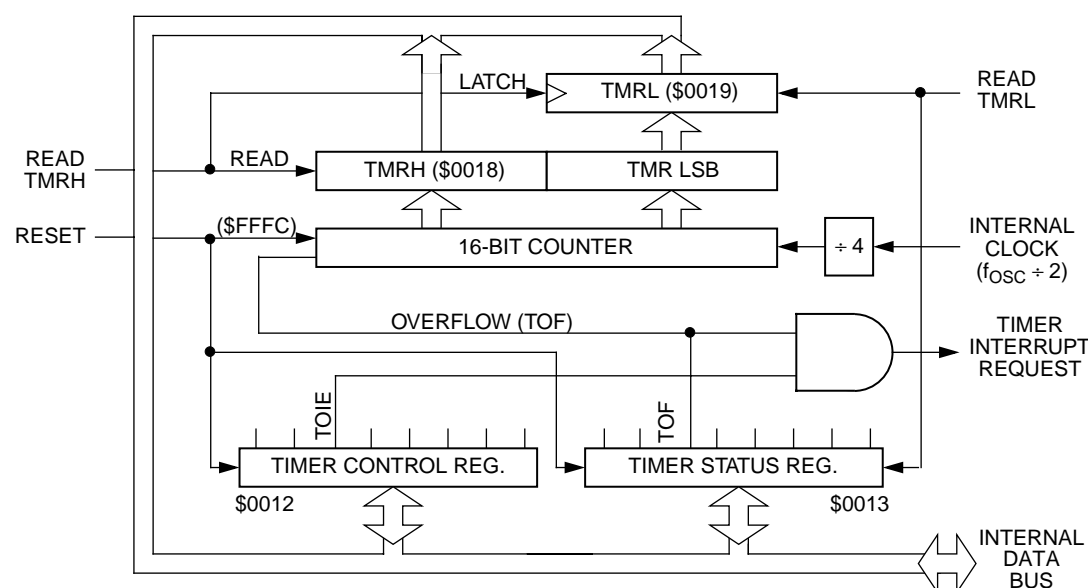 LATCH
TMRL ($0019)
READ
TMRL
READ
TMRH
READ
TMRH ($0018)
TMR LSB
RESET
($FFFC)
16-BIT COUNTER
÷ 4
INTERNAL
CLOCK
(fOSC ÷ 2)
OVERFLOW (TOF)
TIMER
INTERRUPT
REQUEST
TOIE
TOF
TIMER CONTROL REG.
TIMER STATUS REG.
$0012
$0013
INTERNAL
DATA
BUS